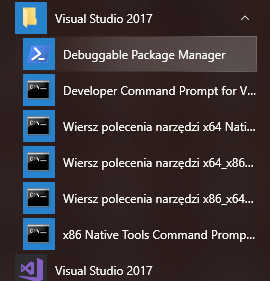 Visual Studio 2017
Debuggable Package Manager
Developer Command Prompt for V...
Wiersz polecenia narzędzi x64 Nati...
Wiersz polecenia narzędzi x64_x86...
Wiersz polecenia narzędzi x86_x64...
x86 Native Tools Command Promp...
Visual Studio 2017